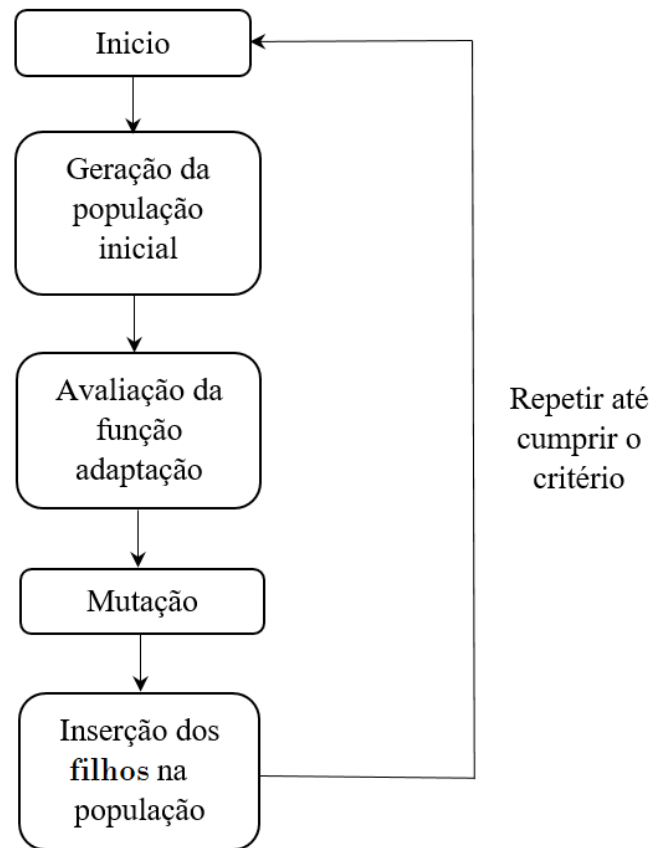 Inicio
Geração da
população
inicial
Avaliação da
função
adaptação
Repetir até
cumprir o
critério
Mutação
Inserção dos
filhos na
população